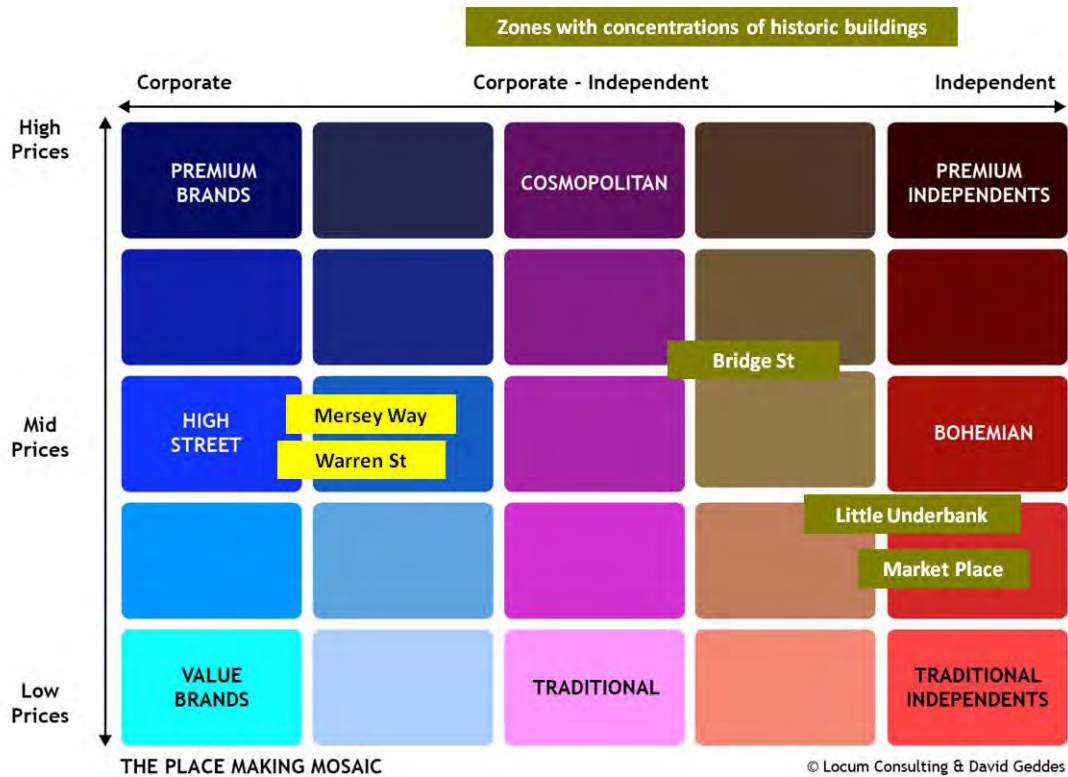 Zones with concentrations of historic buildings
Corporate
Corporate - Independent
Independent
High
Prices
PREMIUM
BRANDS
COSMOPOLITAN
PREMIUM
INDEPENDENTS
Bridge St
Mid
Prices
HIGH
STREET
Mersey Way
Warren St
BOHEMIAN
Little Underbank
Market Place
Low
Prices
VALUE
BRANDS
TRADITIONAL
TRADITIONAL
INDEPENDENTS
THE PLACE MAKING MOSAIC
© Locum Consulting & David Geddes